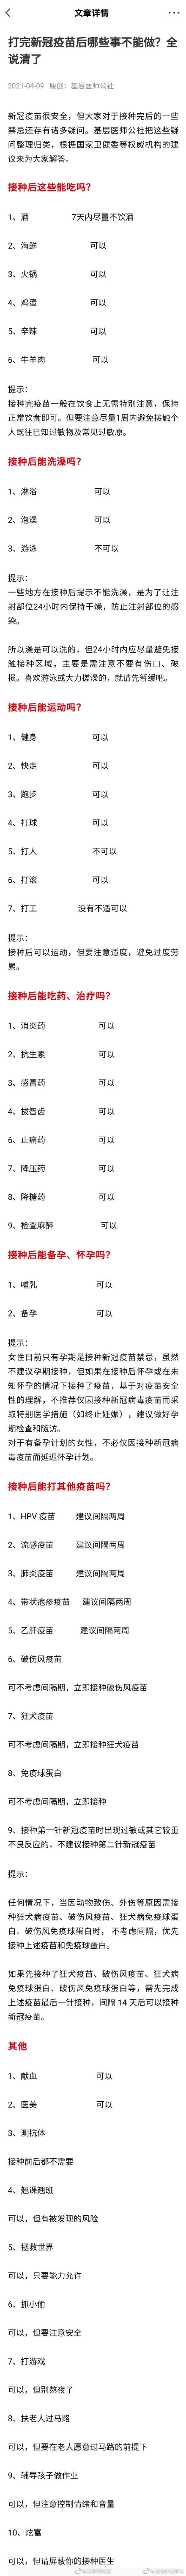 文章详情
打完新冠疫苗后哪些事不能做？全
说清了
2021-04-09 原创：基层医师公社
新冠疫苗很安全，但大家对于接种完后的一些
禁忌还存有诸多疑问。基层医师公社把这些疑
问整理归类，根据国家卫健委等权威机构的建
议来为大家解答。
接种后这些能吃吗？
1、酒 7天内尽量不饮酒
2、海鲜 可以
3、火锅 可以
4、鸡蛋 可以
5、辛辣 可以
6、牛羊肉 可以
提示：
接种完疫苗一般在饮食上无需特别注意，保持
正常饮食即可。但要注意尽量1周内避免接触个
人既往已知过敏物及常见过敏原。
接种后能洗澡吗？
1、淋浴 可以
2、泡澡 可以
3、游泳 不可以
提示：
一些地方在接种后提示不能洗澡，是为了让注
射部位24小时内保持干燥，防止注射部位的感
染。
所以澡是可以洗的，但24小时内应尽量避免接
触接种区域，主要是需注意不要有伤口、破
损。喜欢游泳或大力搓澡的，就请先暂缓吧。
接种后能运动吗？
1、健身 可以
2、快走 可以
3、跑步 可以
4、打球 可以
5、打人 不可以
6、打滚 可以
7、打工 没有不适可以
提示：
接种后可以运动，但要注意适度，避免过度劳
累。
接种后能吃药、治疗吗？
1、消炎药 可以
2、抗生素 可以
3、感冒药 可以
4、拔智齿 可以
6、止痛药 可以
7、降压药 可以
8、降糖药 可以
9、检查麻醉 可以
接种后能备孕、怀孕吗？
1、哺乳 可以
2、备孕 可以
提示：
女性目前只有孕期是接种新冠疫苗禁忌，虽然
不建议孕期接种，但如果在接种后怀孕或在未
知怀孕的情况下接种了疫苗，基于对疫苗安全
性的理解，不推荐仅因接种新冠病毒疫苗而采
取特别医学措施（如终止妊娠），建议做好孕
期检查和随访。
对于有备孕计划的女性，不必仅因接种新冠病
毒疫苗而延迟怀孕计划。
接种后能打其他疫苗吗？
1、HPV 疫苗 建议间隔两周
2、流感疫苗 建议间隔两周
3、肺炎疫苗 建议间隔两周
4、带状疱疹疫苗 建议间隔两周
5、乙肝疫苗 建议间隔两周
6、破伤风疫苗
可不考虑间隔期，立即接种破伤风疫苗
7、狂犬疫苗
可不考虑间隔期，立即接种狂犬疫苗
8、免疫球蛋白
可不考虑间隔期，立即接种
9、接种第一针新冠疫苗时出现过敏或其它较重
不良反应的，不建议接种第二针新冠疫苗
提示：
任何情况下，当因动物致伤、外伤等原因需接
种狂犬病疫苗、破伤风疫苗、狂犬病免疫球蛋
白、破伤风免疫球蛋白时， 不考虑间隔，优先
接种上述疫苗和免疫球蛋白。
如果先接种了狂犬疫苗、破伤风疫苗、狂犬病
免疫球蛋白、破伤风免疫球蛋白等，需先完成
上述疫苗最后一针接种，间隔 14 天后可以接种
新冠疫苗。
其他
1、献血 可以
2、医美 可以
3、测抗体
接种前后都不需要
4、翘课翘班
可以，但有被发现的风险
5、拯救世界
可以，只要能力允许
6、抓小偷
可以，但要注意安全
7、打游戏
可以，但别熬夜了
8、扶老人过马路
可以，但要在老人愿意过马路的前提下
9、辅导孩子做作业
可以，但注意控制情绪和音量
10、炫富
可以，但请屏蔽你的接种医生